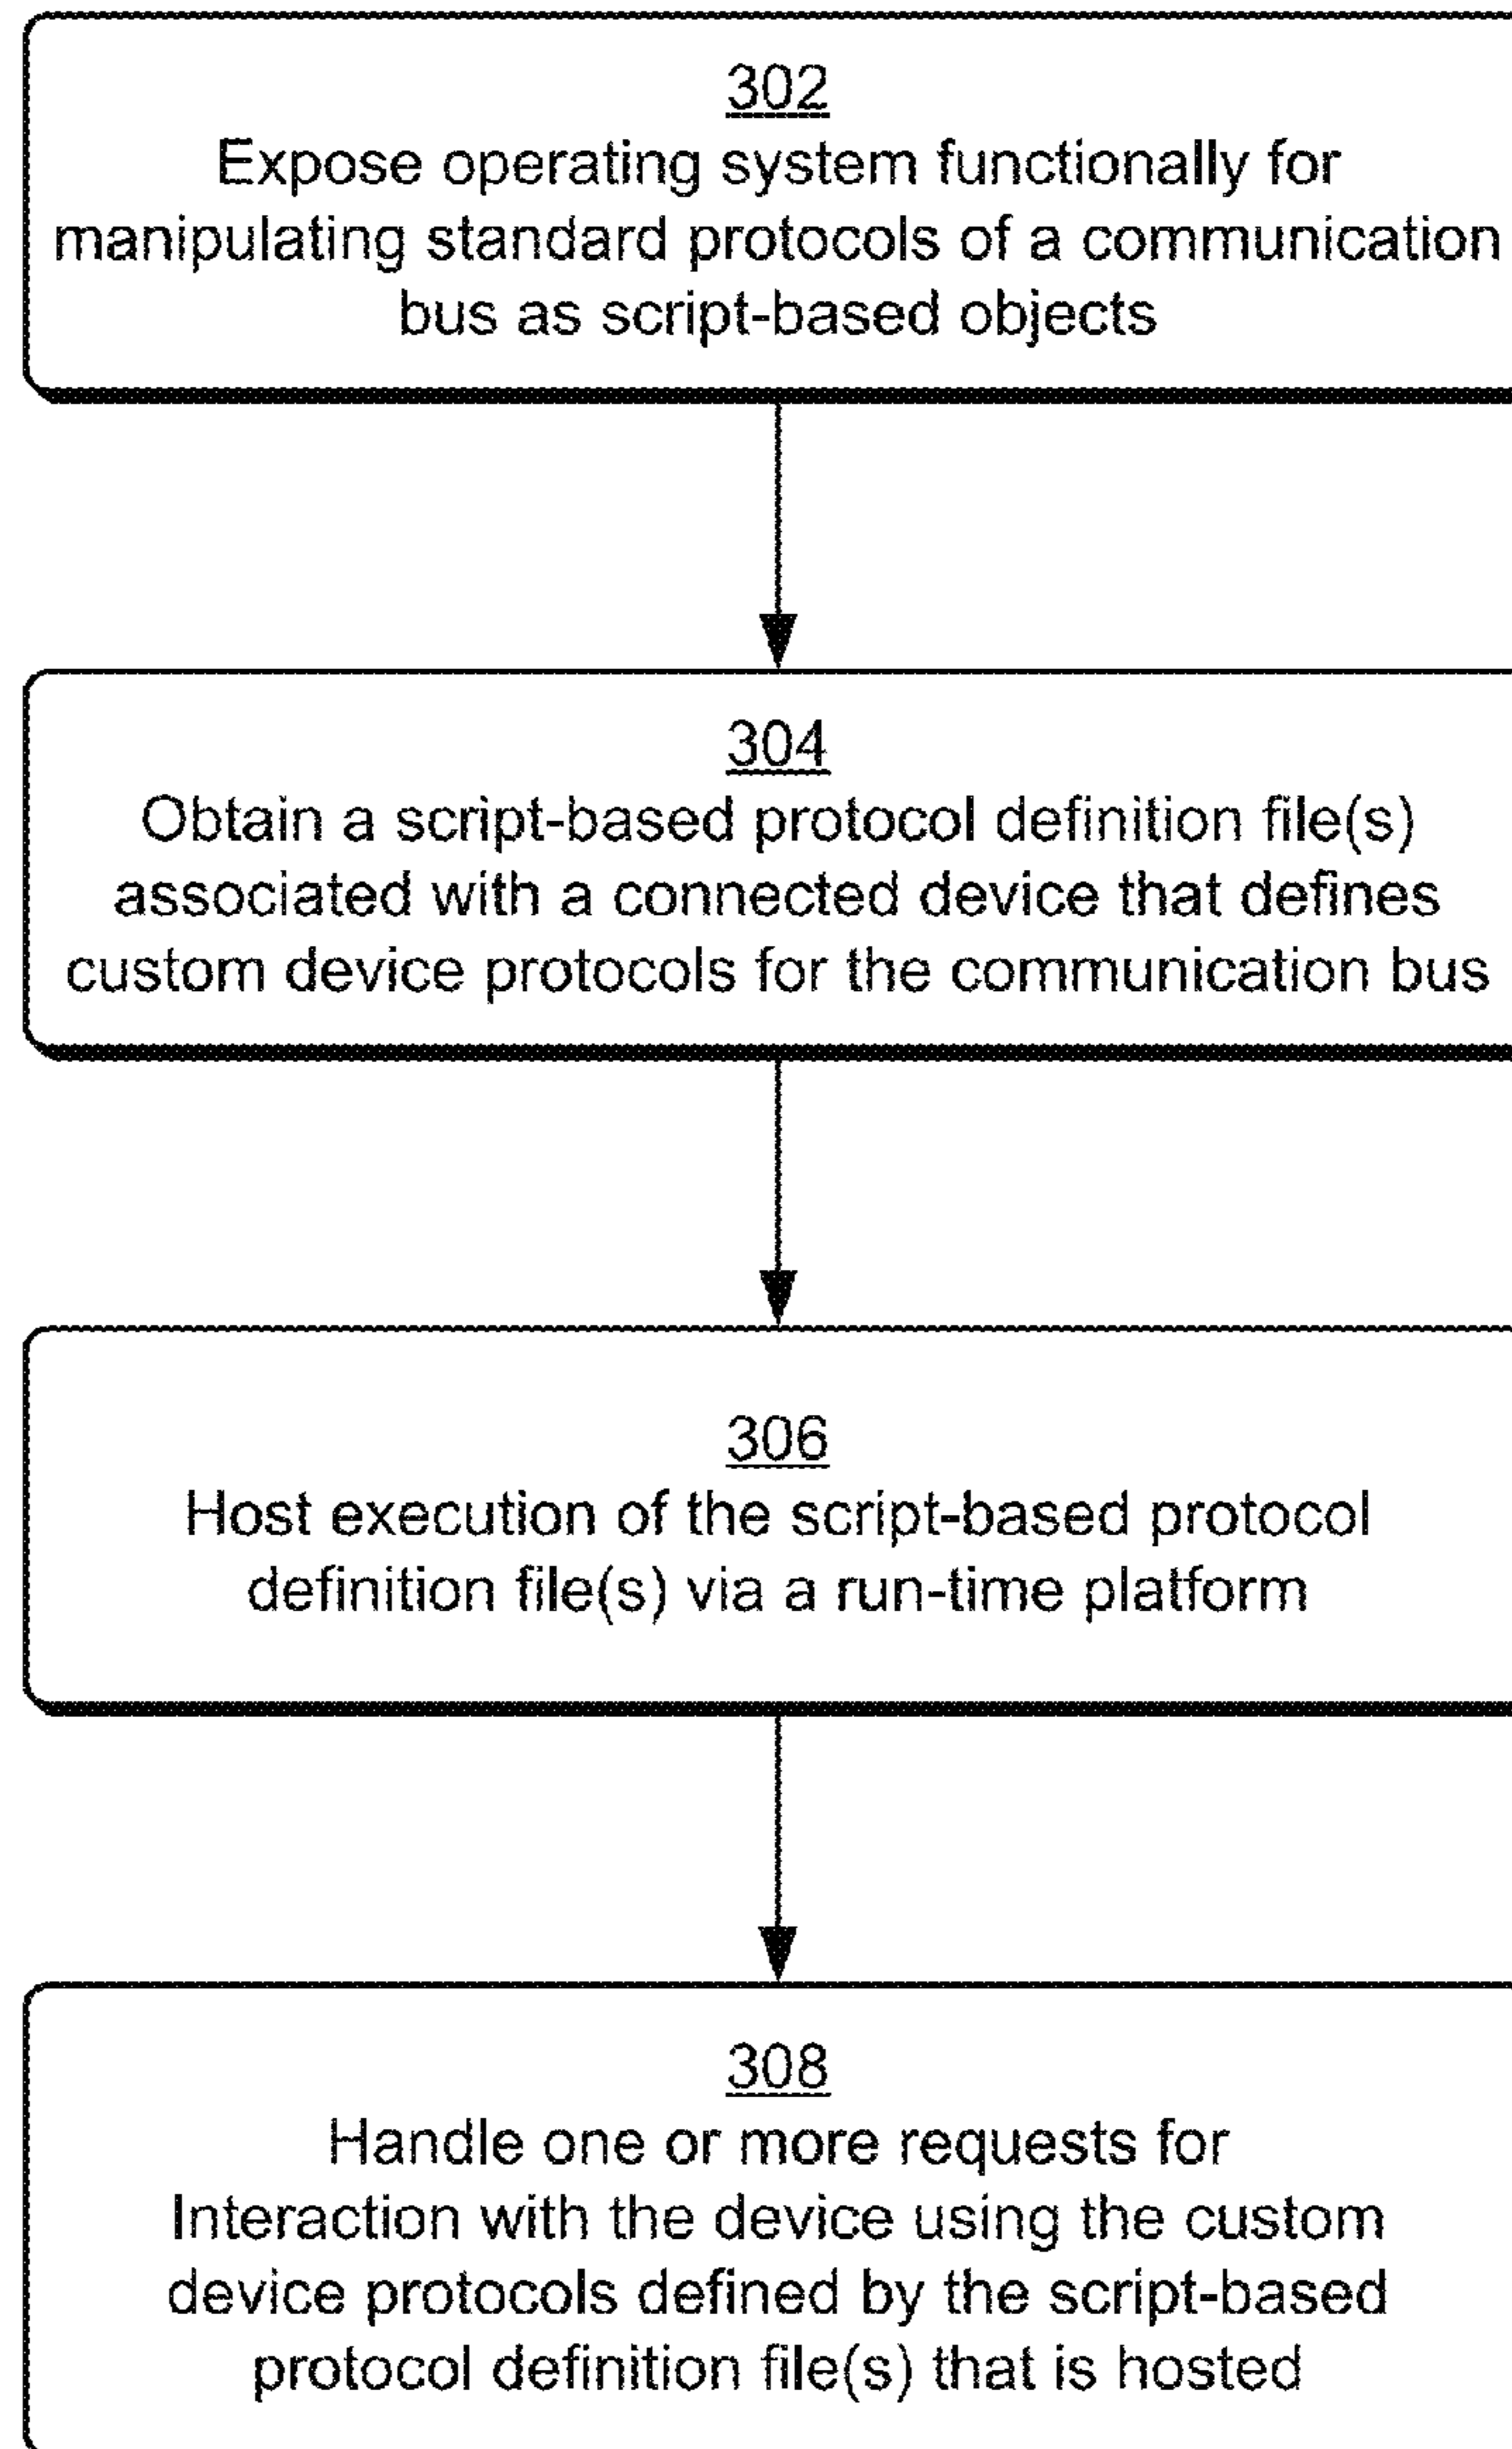 302
Expose operating system functionally for
manipulating standard protocols of a communication
bus as script-based objects
304
Obtain a script-based protocol definition file(s)
associated with a connected device that defines
custom device protocols for the communication bus
306
Host execution of the script-based protocol
definition file(s) via a run-time platform
308
Handle one or more requests for
Interaction with the device using the custom
device protocols defined by the script-based
protocol definition file(s) that is hosted